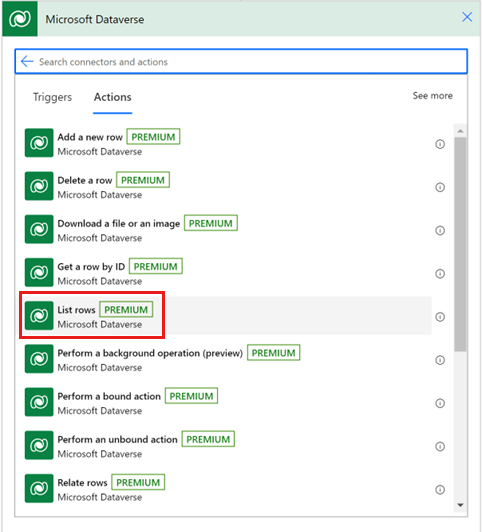 Microsoft Dataverse
Search connectors and actions
Triggers Actions See more
Add a new row PREMIUM
Microsoft Dataverse
Delete a row PREMIUM
Microsoft Dataverse
Download a file or an image PREMIUM
Microsoft Dataverse
Get a row by ID PREMIUM
Microsoft Dataverse
List rows PREMIUM
Microsoft Dataverse
Perform a background operation (preview) PREMIUM
Microsoft Dataverse
Perform a bound action PREMIUM
Microsoft Dataverse
Perform an unbound action PREMIUM
Microsoft Dataverse
Relate rows PREMIUM
Microsoft Dataverse